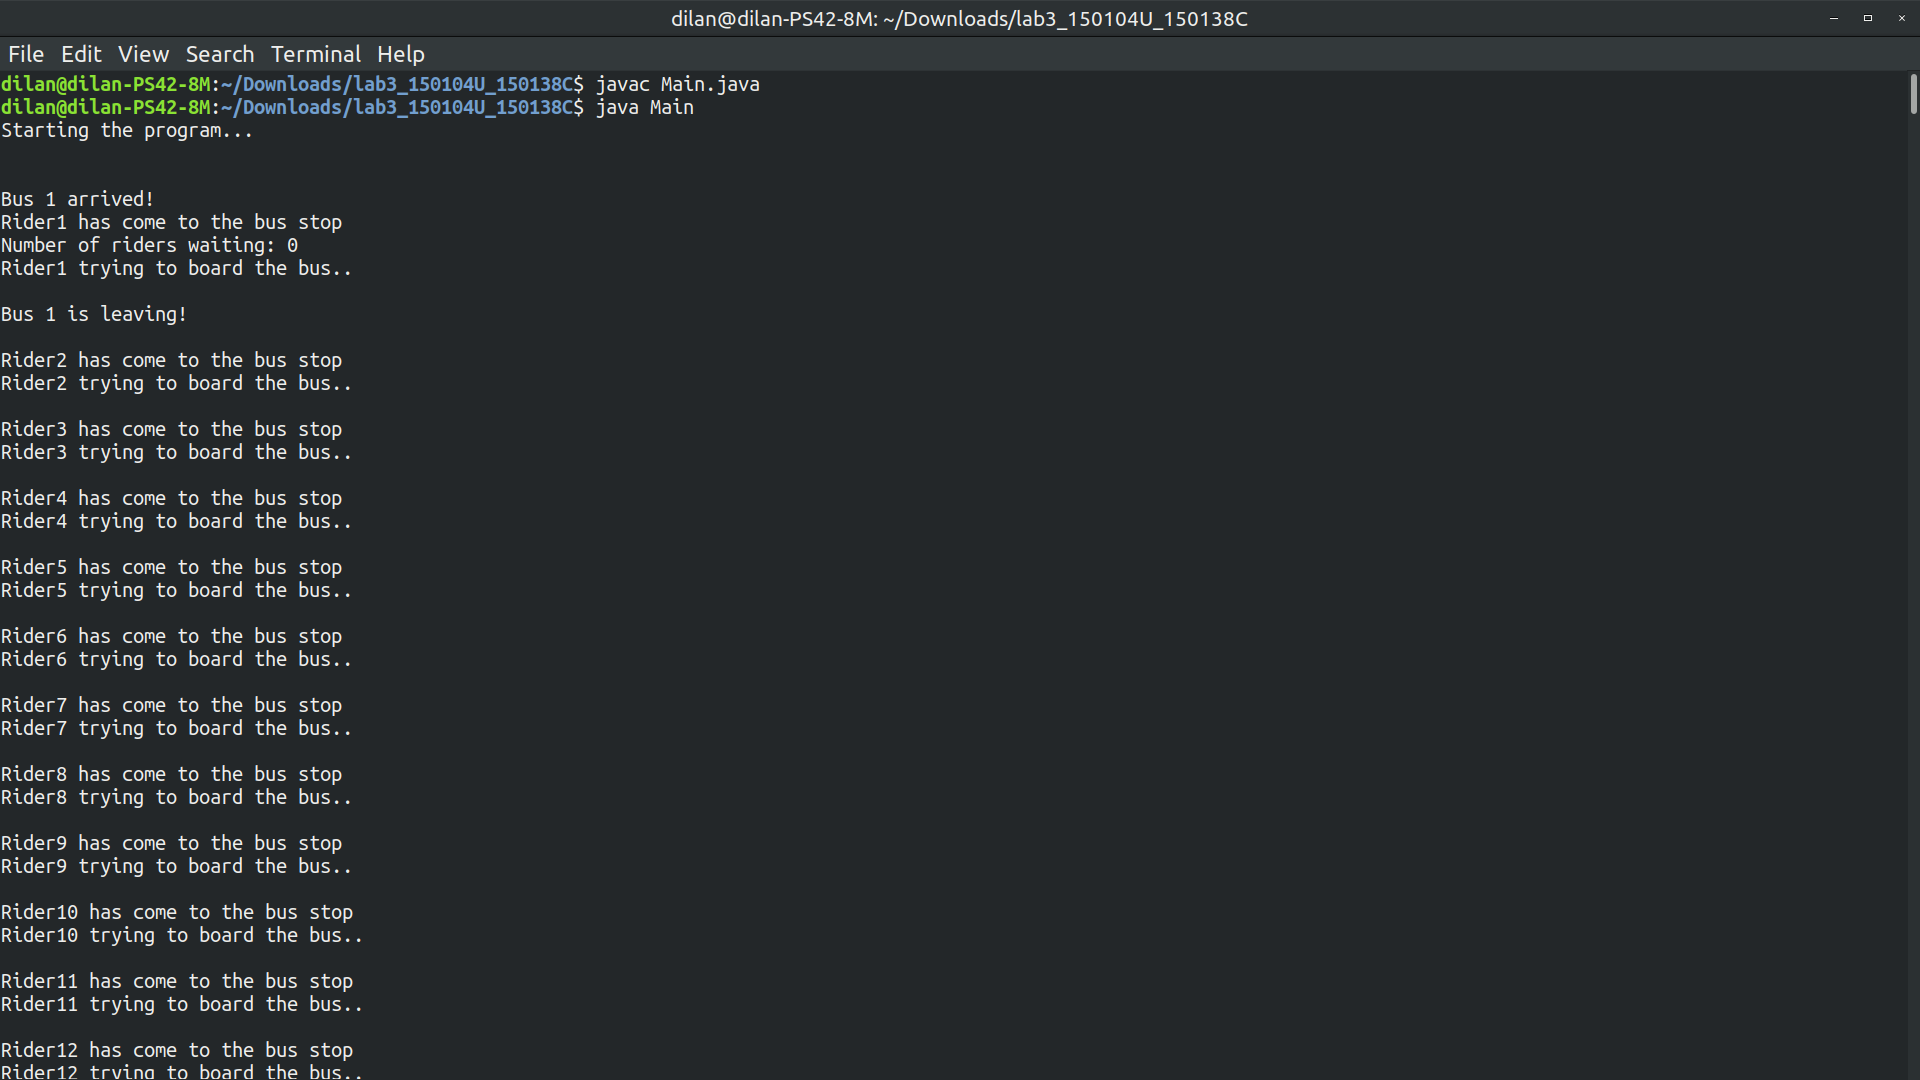 dilan@dilan-PS42-8M: ~/Downloads/lab3_150104U_150138C
File Edit View Search Terminal Help
dilan@dilan-PS42-8M:~/Downloads/lab3_150104U_150138C$ javac Main.java
dilan@dilan-PS42-8M:~/Downloads/lab3_150104U_150138C$ java Main
Starting the program...
Bus 1 arrived!
Rider1 has come to the bus stop
Number of riders waiting: 0
Rider1 trying to board the bus..
Bus 1 is leaving!
Rider2 has come to the bus stop
Rider2 trying to board the bus..
Rider3 has come to the bus stop
Rider3 trying to board the bus..
Rider4 has come to the bus stop
Rider4 trying to board the bus..
Rider5 has come to the bus stop
Rider5 trying to board the bus..
Rider6 has come to the bus stop
Rider6 trying to board the bus..
Rider7 has come to the bus stop
Rider7 trying to board the bus..
Rider8 has come to the bus stop
Rider8 trying to board the bus..
Rider9 has come to the bus stop
Rider9 trying to board the bus..
Rider10 has come to the bus stop
Rider10 trying to board the bus..
Rider11 has come to the bus stop
Rider11 trying to board the bus..
Rider12 has come to the bus stop
Rider12 trying to board the bus..